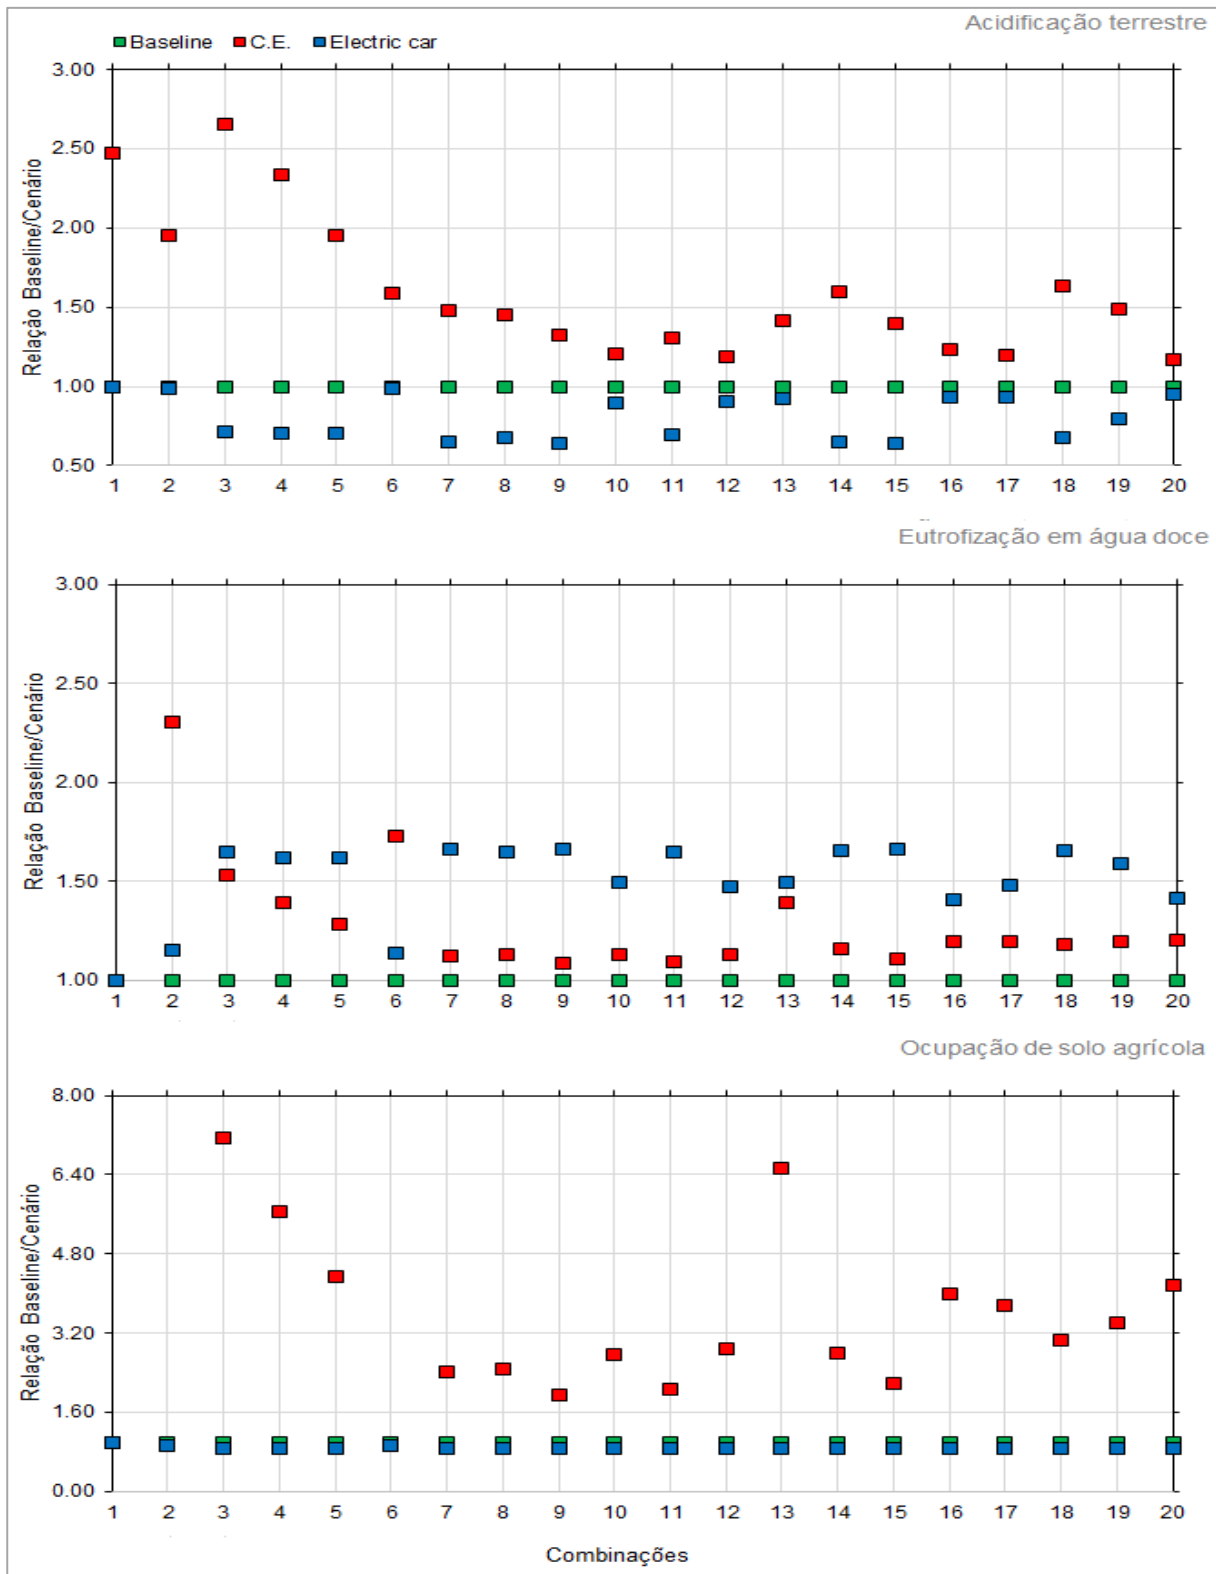 Acidificação terrestre
Baseline C.E. Electric car
Relação Baseline/Cenário
3.00
2.50
2.00
1.50
1.00
0.50
1 2 3 4 5 6 7 8 9 10 11 12 13 14 15 16 17 18 19 20
Eutrofização em água doce
Relação Baseline/Cenário
3.00
2.50
2.00
1.50
1.00
1 2 3 4 5 6 7 8 9 10 11 12 13 14 15 16 17 18 19 20
Ocupação de solo agrícola
Relação Baseline/Cenário
8.00
6.40
4.80
3.20
1.60
0.00
1 2 3 4 5 6 7 8 9 10 11 12 13 14 15 16 17 18 19 20
Combinações